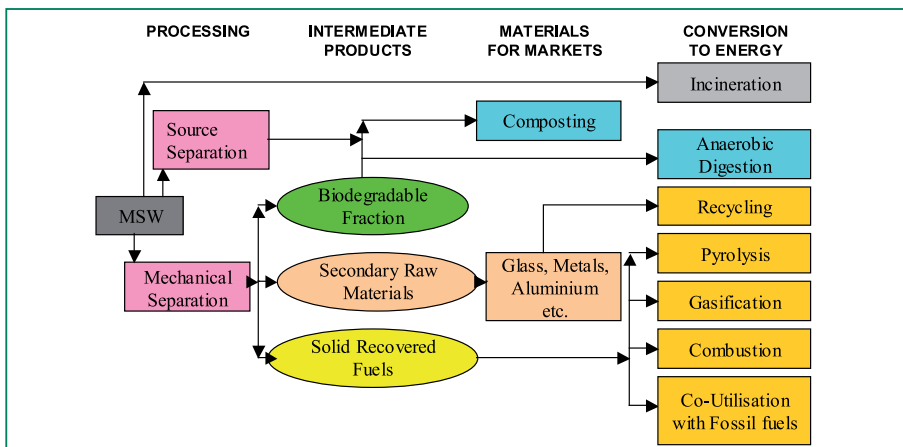 PROCESSING
INTERMEDIATE
PRODUCTS
MATERIALS
FOR MARKETS
CONVERSION
TO ENERGY
Incineration
Source
Separation
Composting
Anaerobic
Digestion
Biodegradable
Fraction
MSW
Recycling
Mechanical
Separation
Secondary Raw
Materials
Glass, Metals,
Aluminium
etc.
Pyrolysis
Gasification
Solid Recovered
Fuels
Combustion
Co-Utilisation
with Fossil fuels